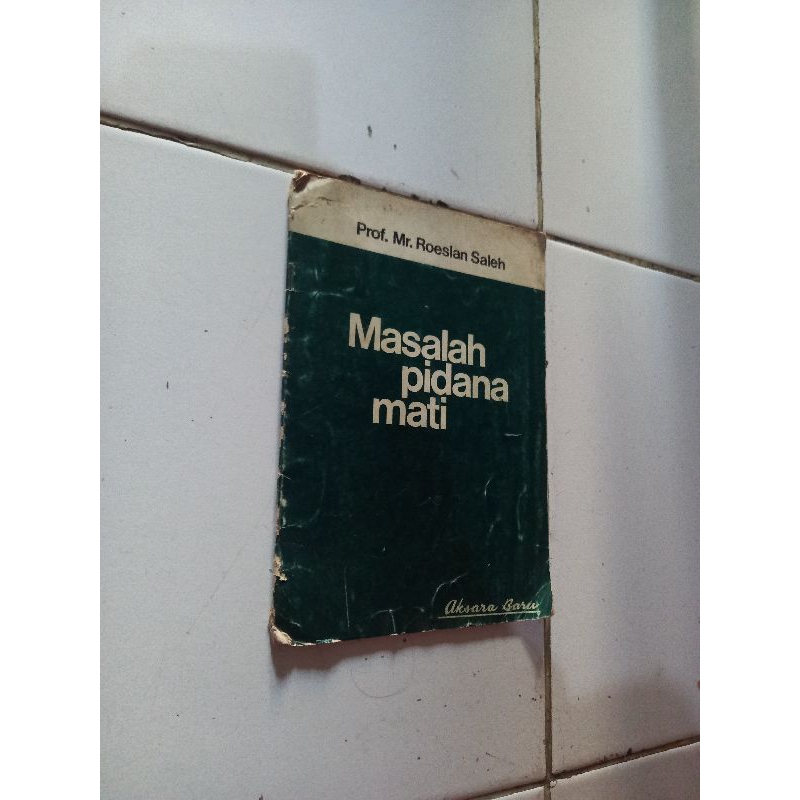 Prof. Mr. Roeslan Saleh
Masalah
pidana
mati
Aksara Baru